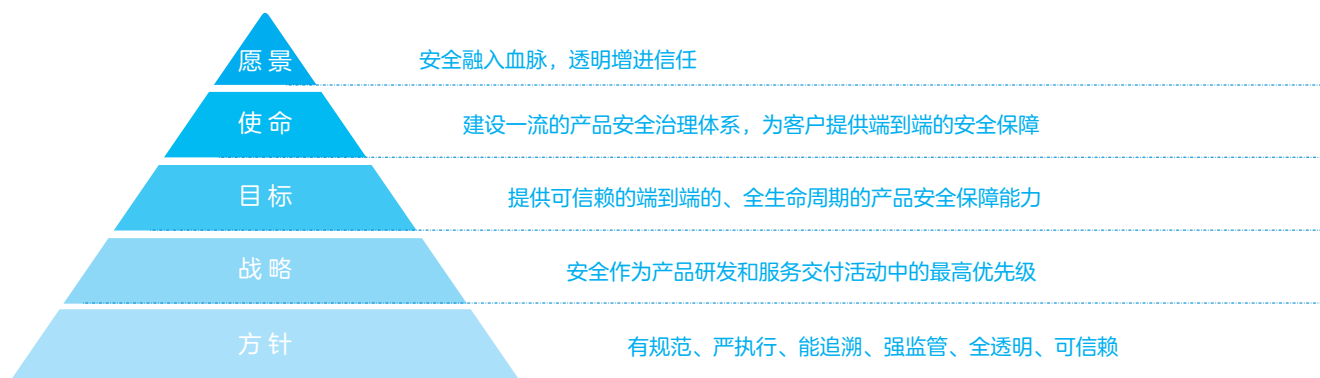 愿景 安全融入血脉，透明增进信任
使命 建设一流的产品安全治理体系，为客户提供端到端的安全保障
目标 提供可信赖的端到端的、全生命周期的产品安全保障能力
战略 安全作为产品研发和服务交付活动中的最高优先级
方针 有规范、严执行、能追溯、强监管、全透明、可信赖